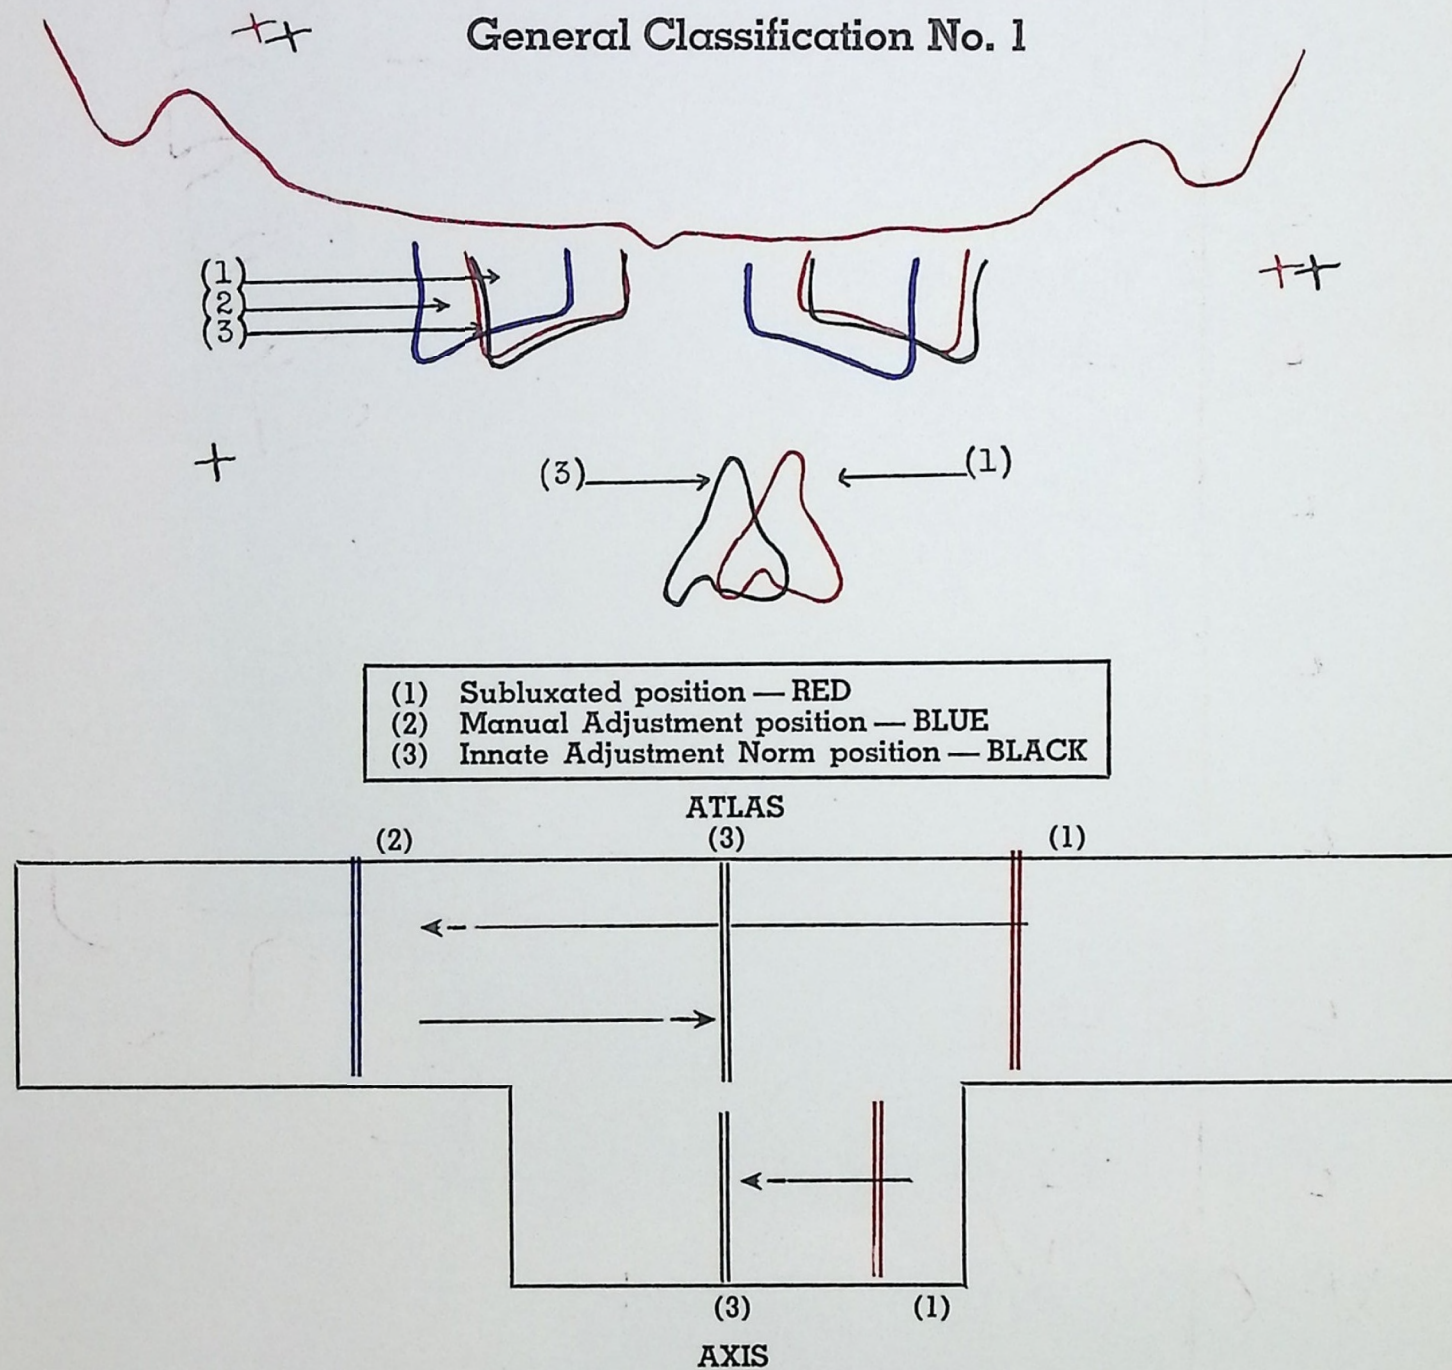 General Classification No. 1
(1)
(2)
(3)
(3) (1)
(1) Subluxated position — RED
(2) Manual Adjustment position — BLUE
(3) Innate Adjustment Norm position — BLACK
ATLAS
(2) (3) (1)
(3) (1)
AXIS